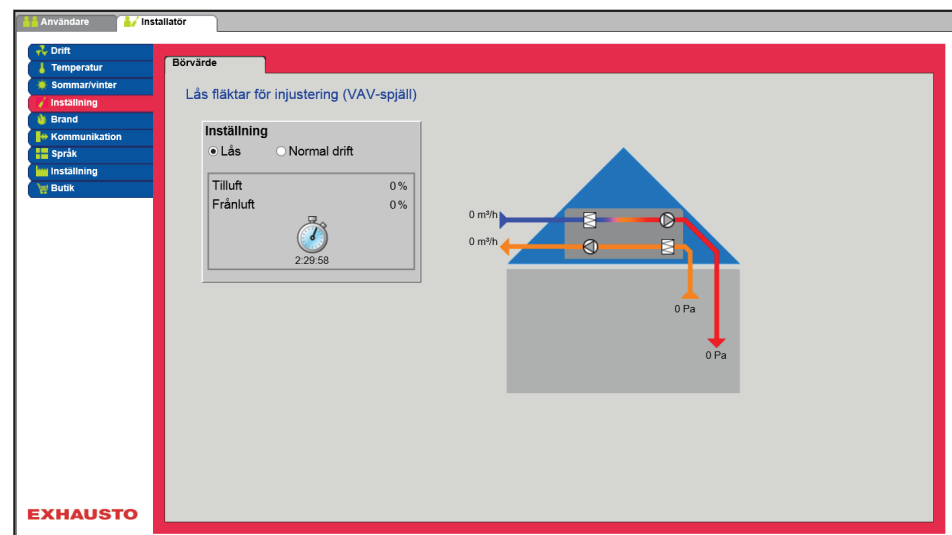 Användare
Installatör
Drift
Temperatur
Sommar/vinter
Inställning
Brand
Kommunikation
Språk
Inställning
Butik
EXHAUSTO
Börvärde
Lås fläktar för injustering (VAV-spjäll)
Inställning
Lås Normal drift
Tilluft 0%
Frånluft 0%
2:29:58
0 m³/h
0 m³/h
0 Pa
0 Pa